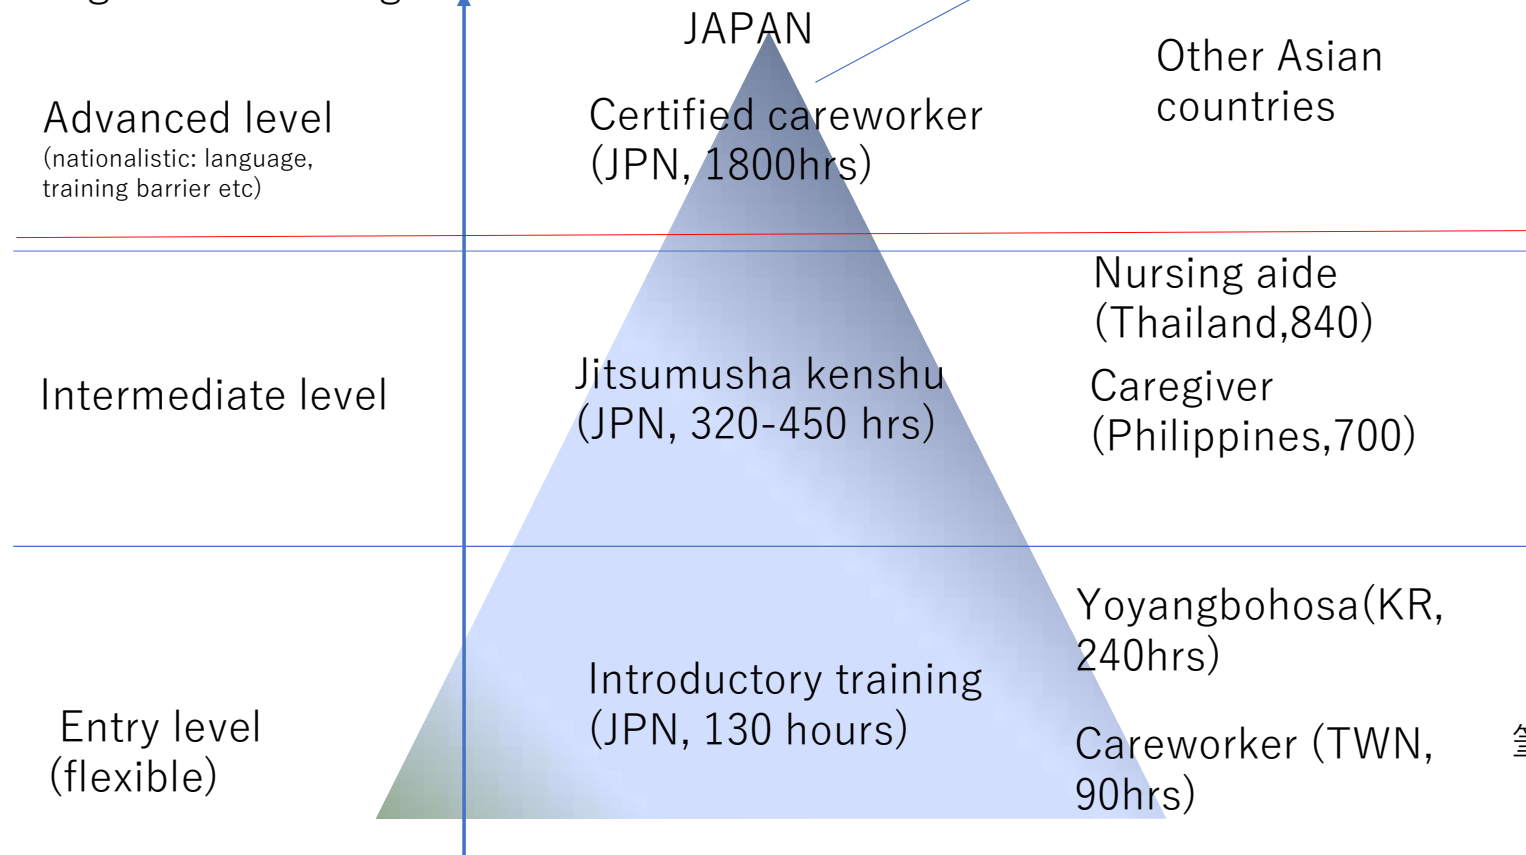 JAPAN
Other Asian
countries
Advanced level
(nationalistic: language,
training barrier etc)
Certified careworker
(JPN, 1800hrs)
Nursing aide
(Thailand,840)
Intermediate level
Jitsumusha kenshu
(JPN, 320-450 hrs)
Caregiver
(Philippines,700)
Yoyangbohosa(KR,
240hrs)
Entry level
(flexible)
Introductory training
(JPN, 130 hours)
Careworker (TWN,
90hrs)